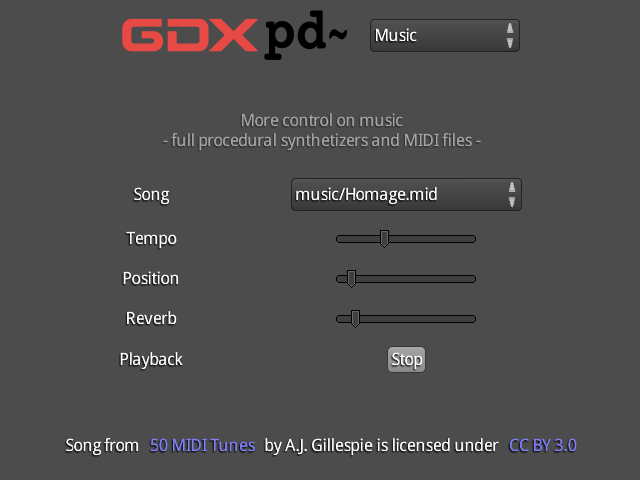 GDX pd~ Music
More control on music
- full procedural synthetizers and MIDI files -
Song music/Homage.mid
Tempo
Position
Reverb
Playback Stop
Song from 50 MIDI Tunes by A.J. Gillespie is licensed under CC BY 3.0